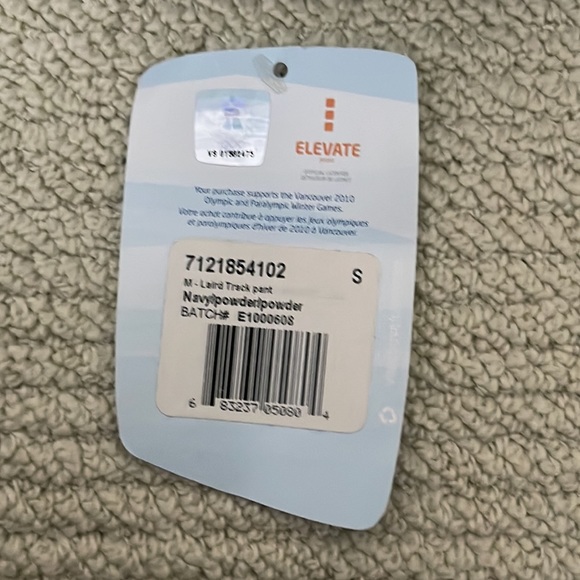 ELEVATE
Your purchase supports the Vancouver 2010
Olympic and Paralympic Winter Games.
Votre achat contribue à appuyer les Jeux olympiques
et paralympiques d'hiver de 2010 à Vancouver.
7121854102 S
M - Laird Track pant
Navy/powder/powder
BATCH# E1000608
6 83237 05080 4